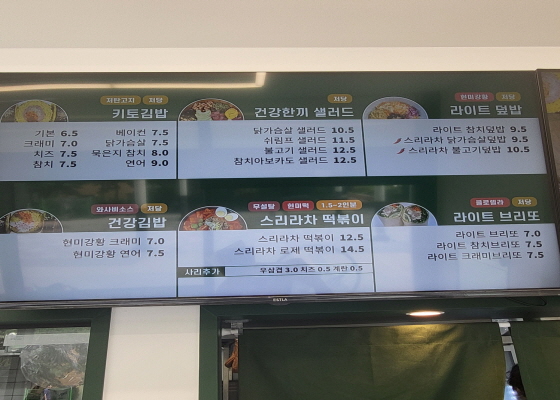 저탄고지 저당
키토김밥
기본 6.5 베이컨 7.5
크래미 7.0 닭가슴살 7.5
치즈 7.5 묵은지 참치 8.0
참치 7.5 연어 9.0
저당
건강한끼 샐러드
닭가슴살 샐러드 10.5
쉬림프 샐러드 11.5
불고기 샐러드 12.5
참치아보카도 샐러드 12.5
현미강황 저당
라이트 덮밥
라이트 참치덮밥 9.5
스리라차 닭가슴살덮밥 9.5
스리라차 불고기덮밥 10.5
와사비소스 저당
건강김밥
현미강황 크래미 7.0
현미강황 연어 7.5
무설탕 현미떡 1.5~2인분
스리라차 떡볶이
스리라차 떡볶이 12.5
스리라차 로제 떡볶이 14.5
사리추가 우삼겹 3.0 치즈 0.5 계란 0.5
통로밀라 저당
라이트 브리또
라이트 브리또 7.0
라이트 참치브리또 7.5
라이트 크래미브리또 7.5